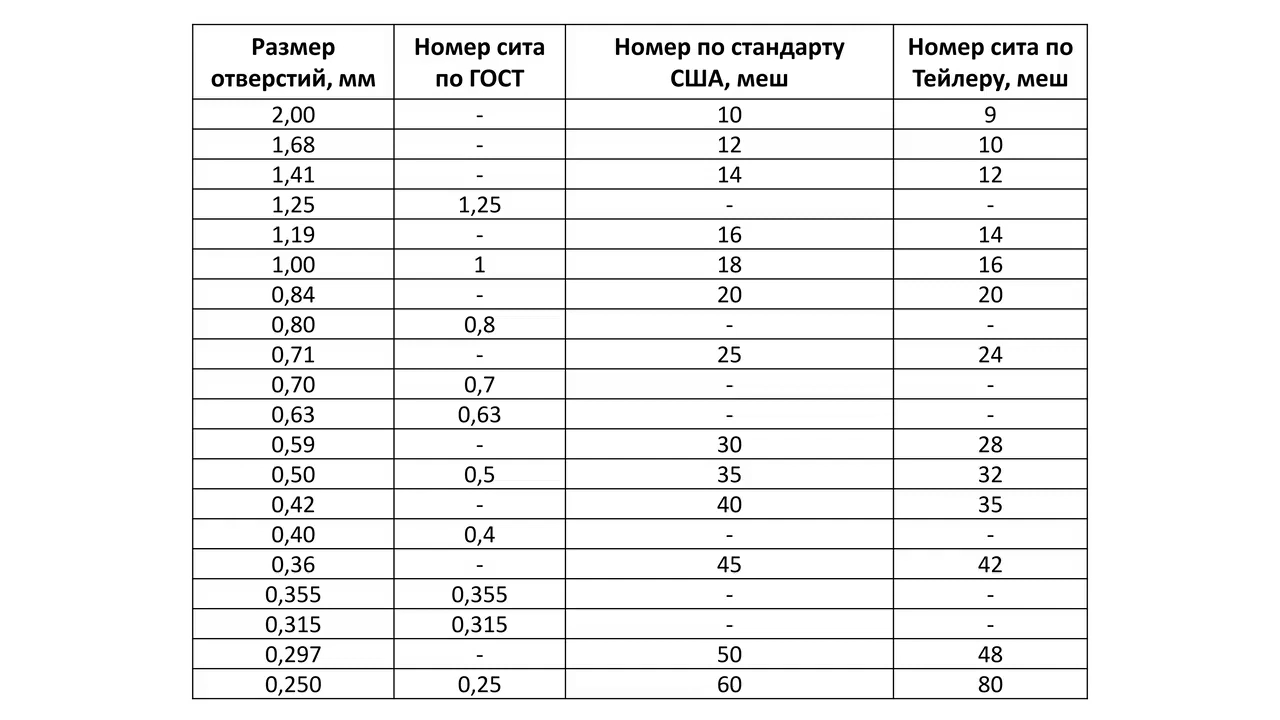 Размер отверстий, мм | Номер сита по ГОСТ | Номер по стандарту США, меш | Номер сита по Тейлеру, меш
2,00 | - | 10 | 9
1,68 | - | 12 | 10
1,41 | - | 14 | 12
1,25 | 1,25 | - | -
1,19 | - | 16 | 14
1,00 | 1 | 18 | 16
0,84 | - | 20 | 20
0,80 | 0,8 | - | -
0,71 | - | 25 | 24
0,70 | 0,7 | - | -
0,63 | 0,63 | - | -
0,59 | - | 30 | 28
0,50 | 0,5 | 35 | 32
0,42 | - | 40 | 35
0,40 | 0,4 | - | -
0,36 | - | 45 | 42
0,355 | 0,355 | - | -
0,315 | 0,315 | - | -
0,297 | - | 50 | 48
0,250 | 0,25 | 60 | 80